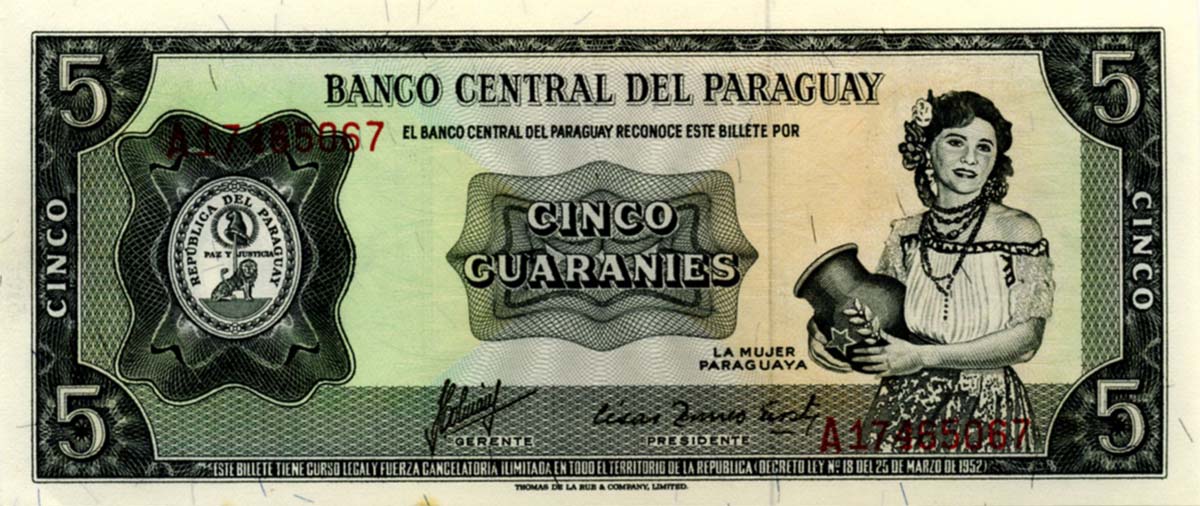 5
5
BANCO CENTRAL DEL PARAGUAY
A17465067
EL BANCO CENTRAL DEL PARAGUAY RECONOCE ESTE BILLETE POR
REPÚBLICA DEL PARAGUAY
PAZ Y JUSTICIA
CINCO
CINCO
GUARANIES
CINCO
LA MUJER
PARAGUAYA
5
5
GERENTE
PRESIDENTE
A17465067
ESTE BILLETE TIENE CURSO LEGAL Y FUERZA CANCELATORIA ILIMITADA EN TODO EL TERRITORIO DE LA REPUBLICA (DECRETO LEY Nº 18 DEL 25 DE MARZO DE 1952)
THOMAS DE LA RUE & COMPANY, LIMITED.